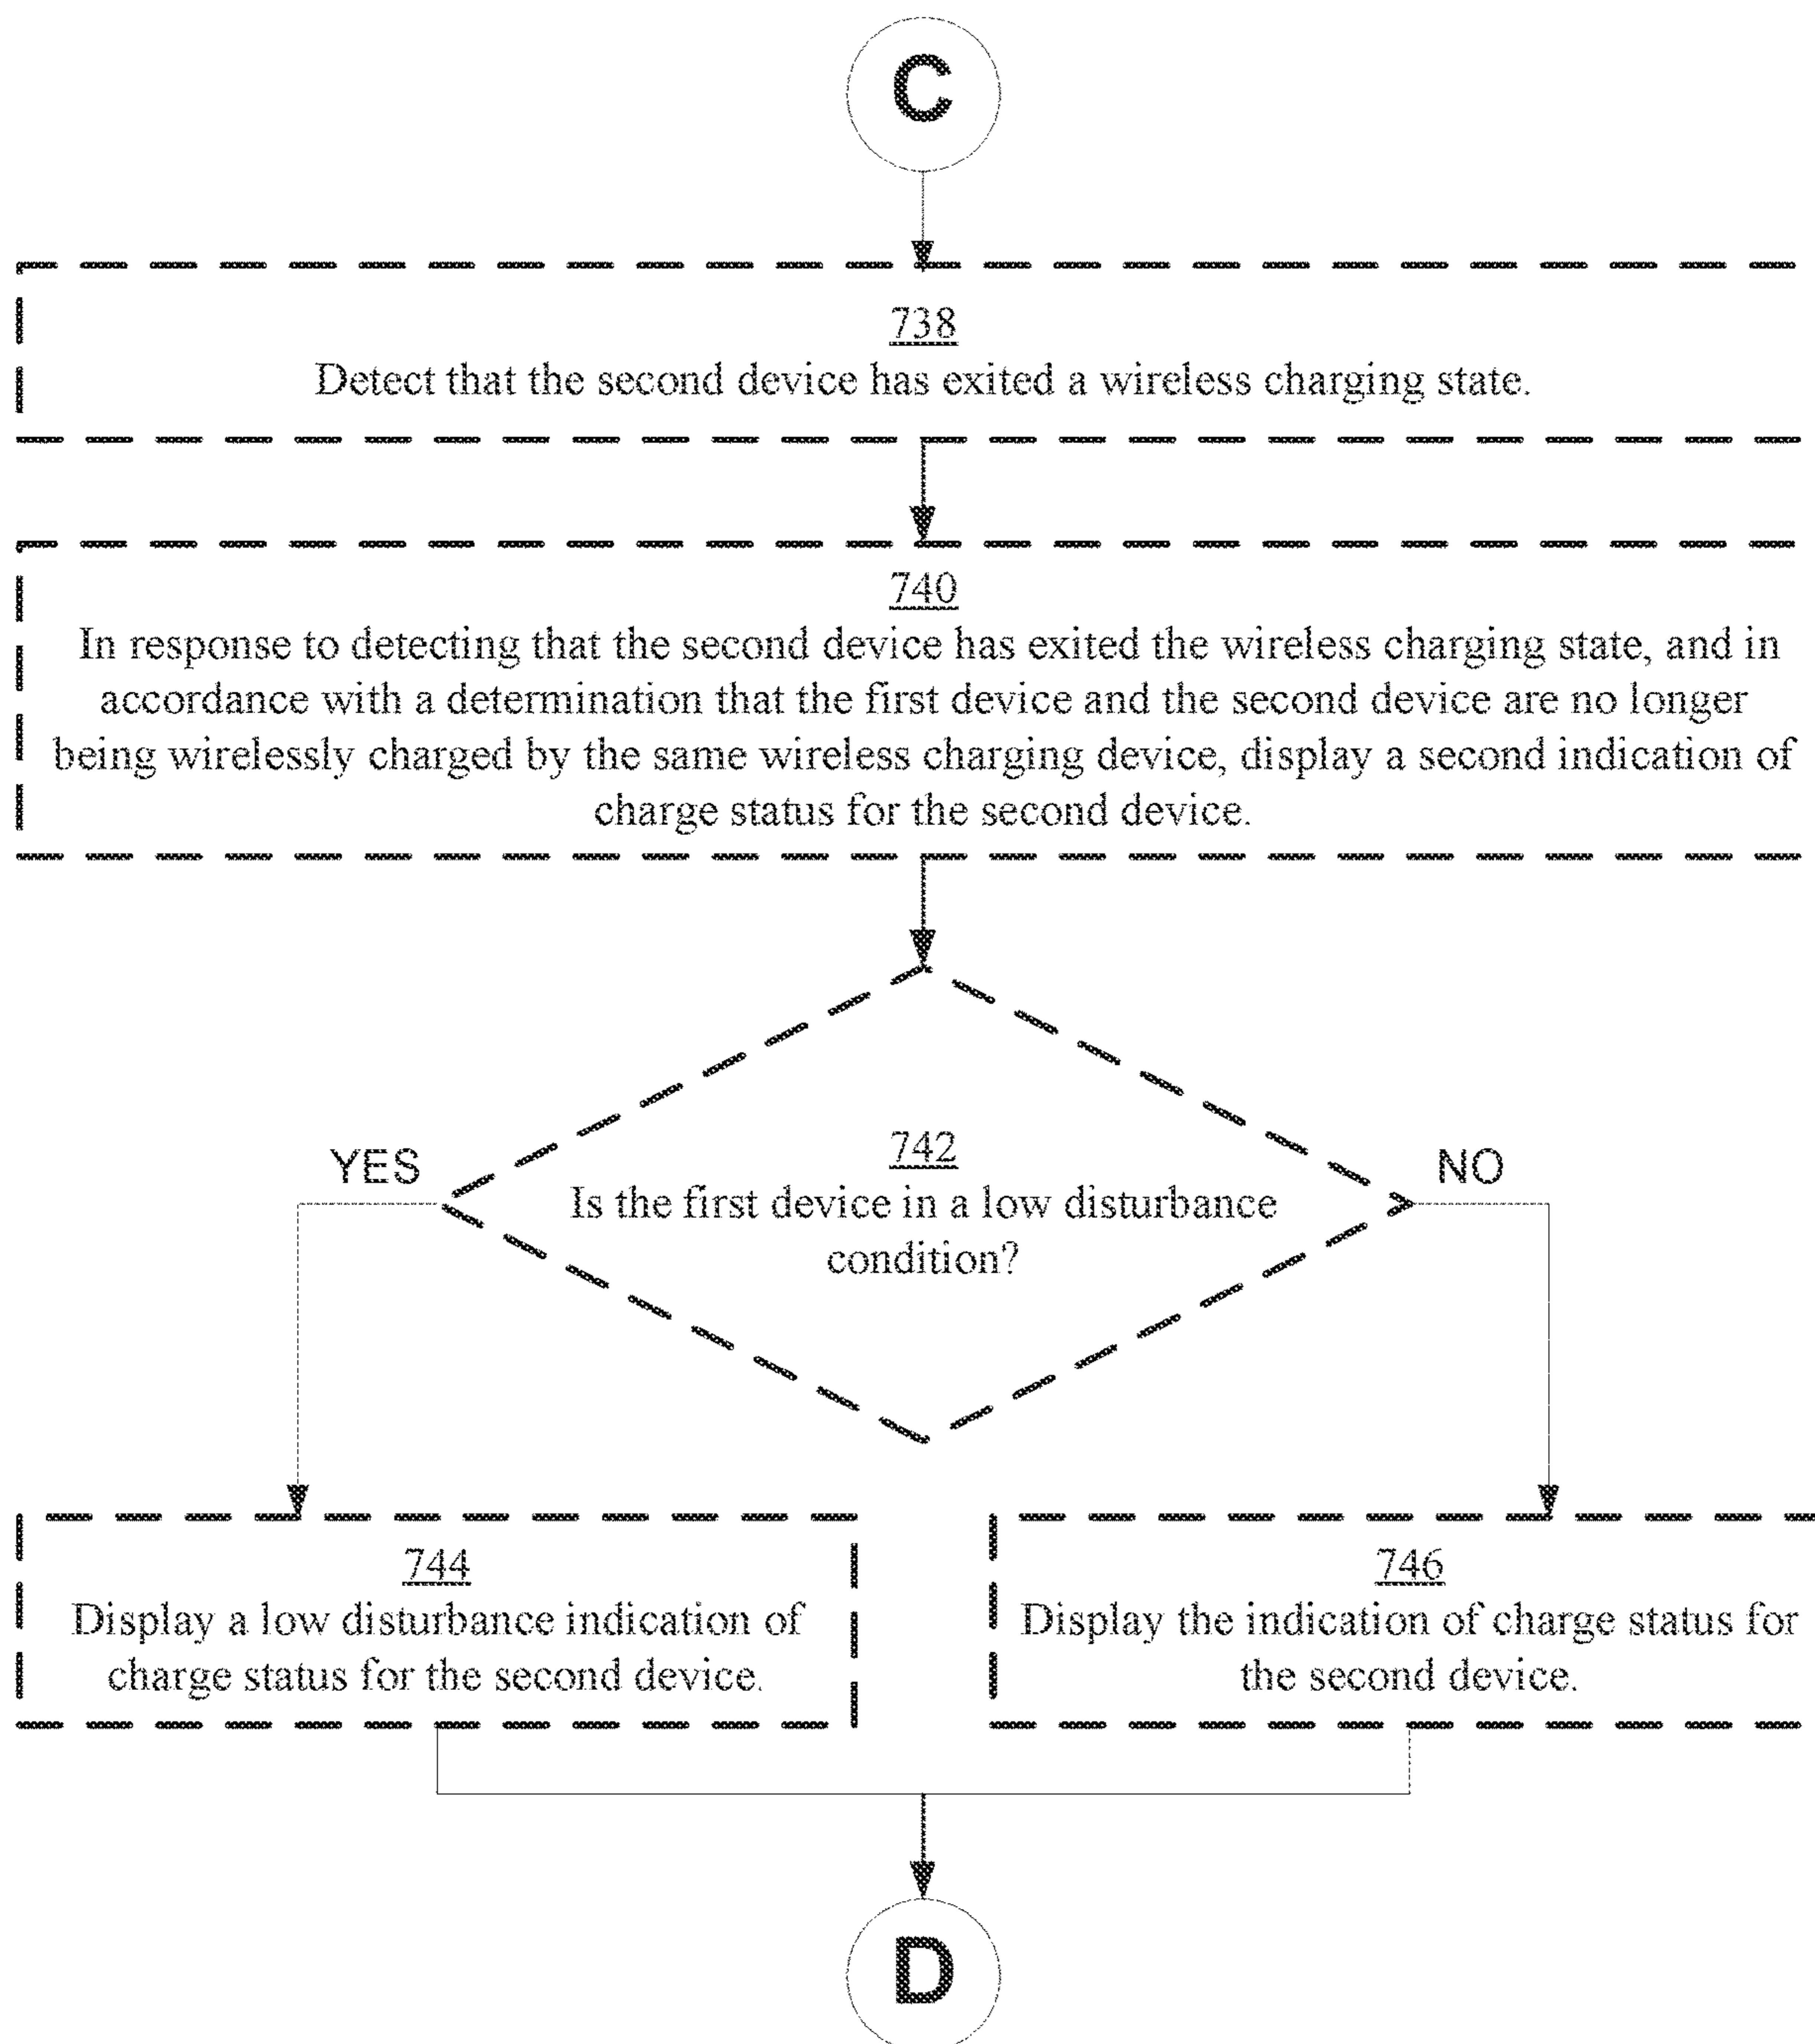 C
738
Detect that the second device has exited a wireless charging state.
740
In response to detecting that the second device has exited the wireless charging state, and in
accordance with a determination that the first device and the second device are no longer
being wirelessly charged by the same wireless charging device, display a second indication of
charge status for the second device.
742
Is the first device in a low disturbance
condition?
YES
NO
744
Display a low disturbance indication of
charge status for the second device.
746
Display the indication of charge status for
the second device.
D